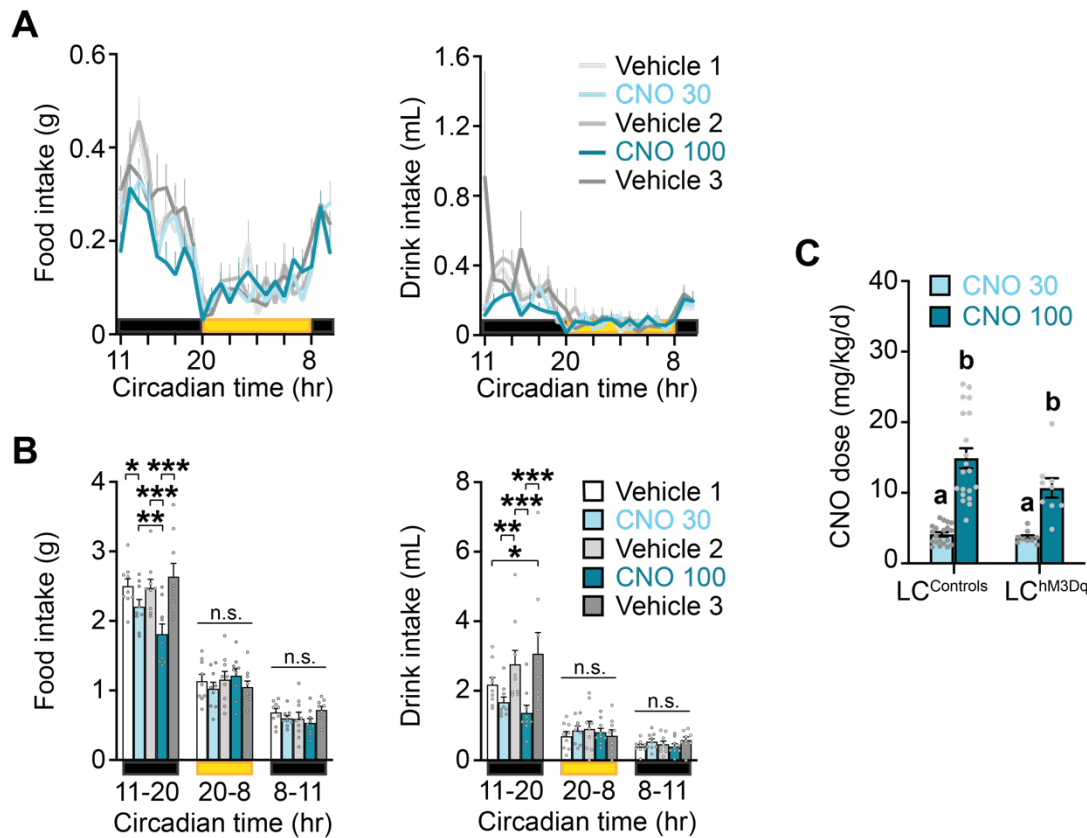 A
Food intake (g)
0.6
0.4
0.2
0
11
20
8
Circadian time (hr)
Drink intake (mL)
1.6
1.2
0.8
0.4
0
11
20
8
Circadian time (hr)
Vehicle 1
CNO 30
Vehicle 2
CNO 100
Vehicle 3
B
Food intake (g)
4
3
2
1
0
* ***
***
**
n.s.
n.s.
11-20
20-8
8-11
Circadian time (hr)
Drink intake (mL)
8
6
4
2
0
***
***
**
*
n.s.
n.s.
11-20
20-8
8-11
Circadian time (hr)
Vehicle 1
CNO 30
Vehicle 2
CNO 100
Vehicle 3
C
CNO dose (mg/kg/d)
40
30
20
10
0
CNO 30
CNO 100
a
b
a
b
LCControls
LChM3Dq